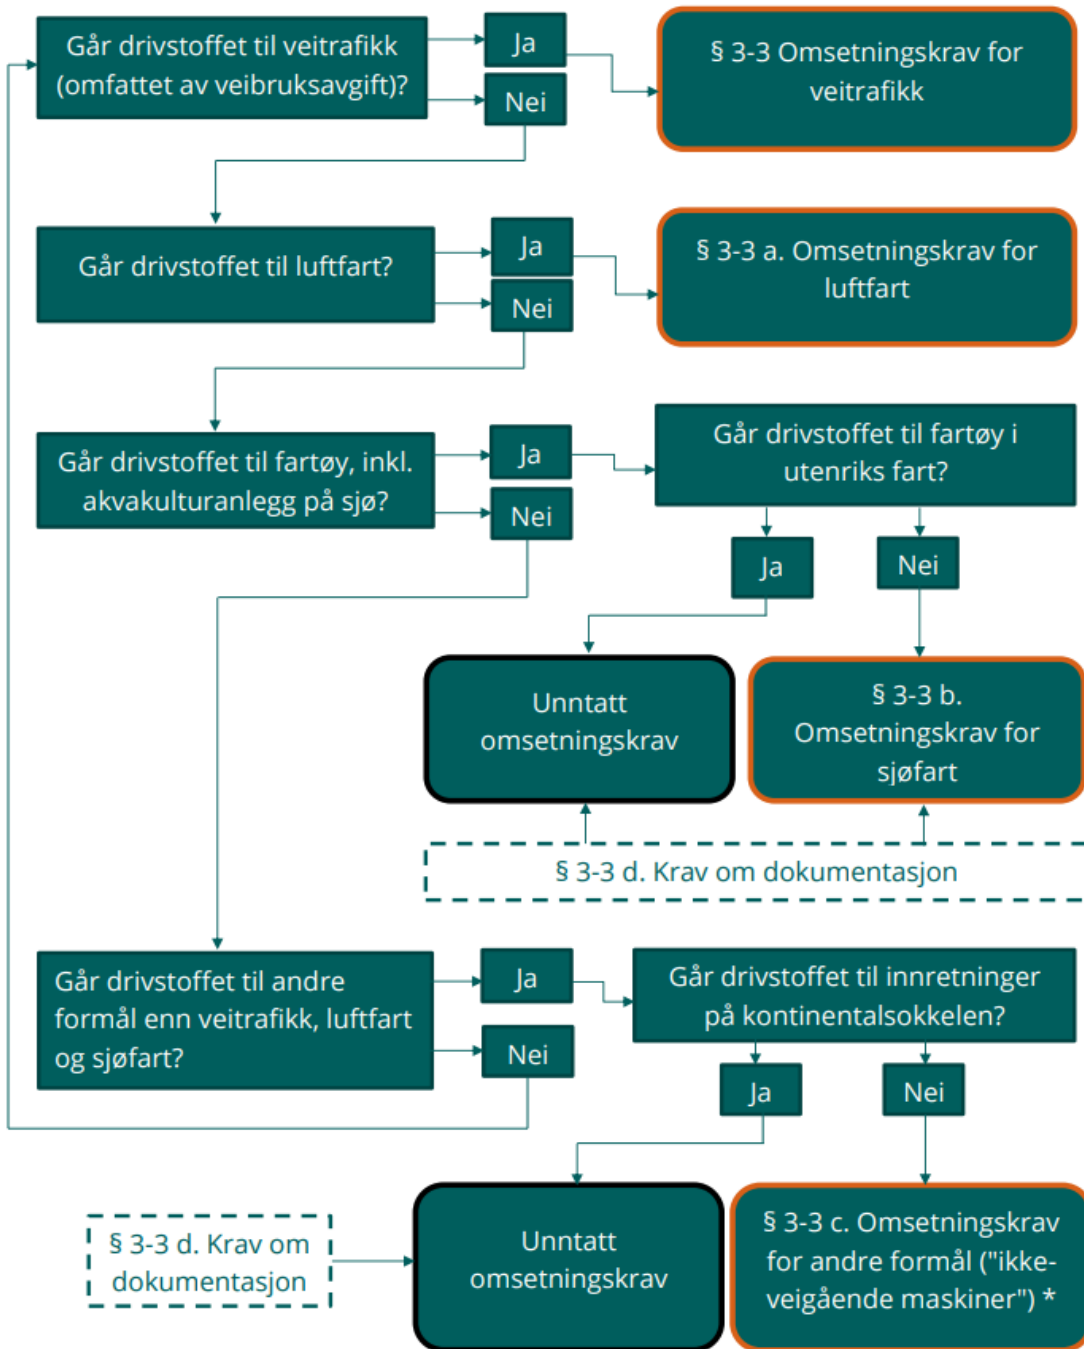 Går drivstoffet til veitrafikk
(omfattet av veibruksavgift)?
Ja
Nei
§ 3-3 Omsetningskrav for
veitrafikk
Går drivstoffet til luftfart?
Ja
Nei
§ 3-3 a. Omsetningskrav for
luftfart
Går drivstoffet til fartøy, inkl.
akvakulturanlegg på sjø?
Ja
Nei
Går drivstoffet til fartøy i
utenriks fart?
Ja
Nei
Unntatt
omsetningskrav
§ 3-3 b.
Omsetningskrav for
sjøfart
§ 3-3 d. Krav om dokumentasjon
Går drivstoffet til andre
formål enn veitrafikk, luftfart
og sjøfart?
Ja
Nei
Går drivstoffet til innretninger
på kontinentalsokkelen?
Ja
Nei
§ 3-3 d. Krav om
dokumentasjon
Unntatt
omsetningskrav
§ 3-3 c. Omsetningskrav
for andre formål ("ikke-
veigående maskiner") *